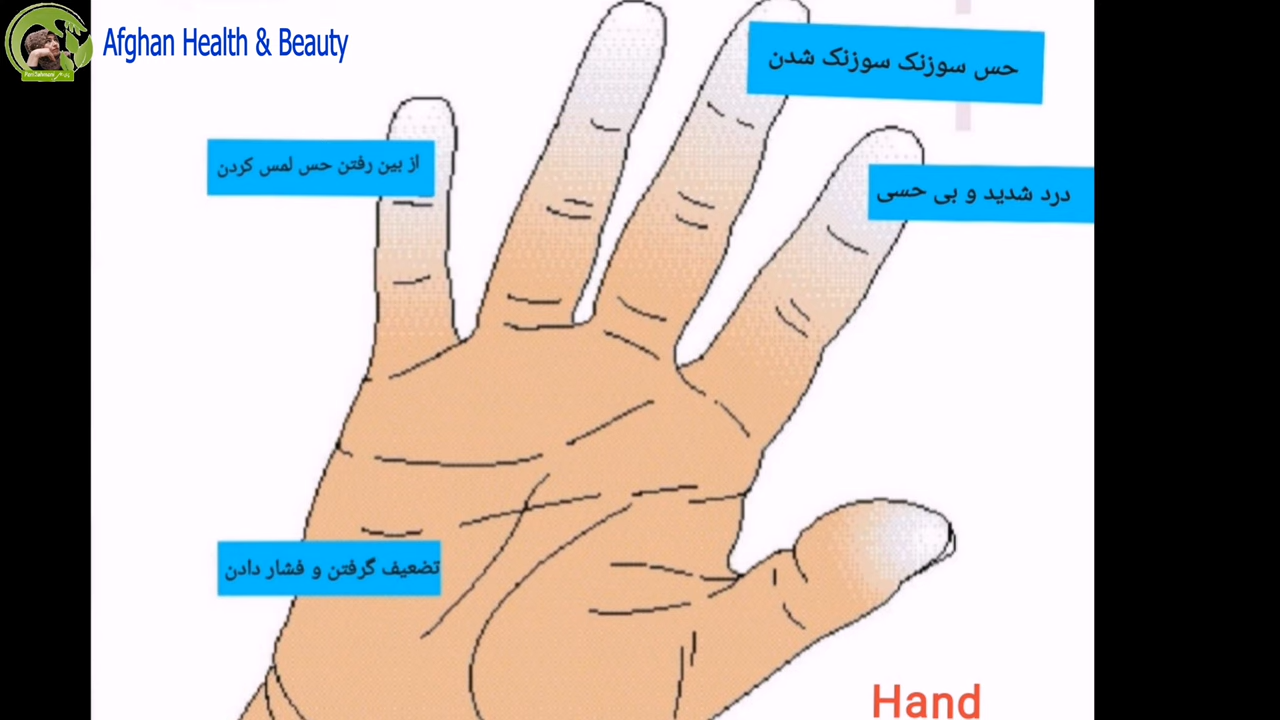 Afghan Health & Beauty
حس سوزنک سوزنک شدن
از بین رفتن حس لمس کردن
درد شدید و بی حسی
تضعیف گرفتن و فشار دادن
Hand